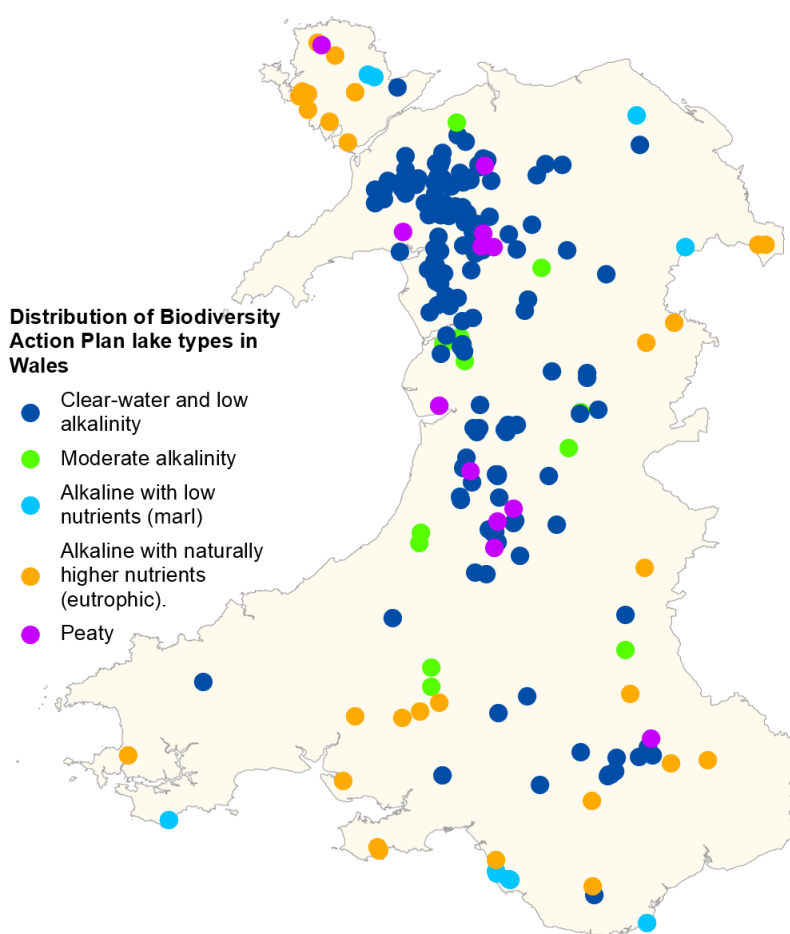 Distribution of Biodiversity
Action Plan lake types in
Wales
Clear-water and low
alkalinity
Moderate alkalinity
Alkaline with low
nutrients (marl)
Alkaline with naturally
higher nutrients
(eutrophic).
Peaty